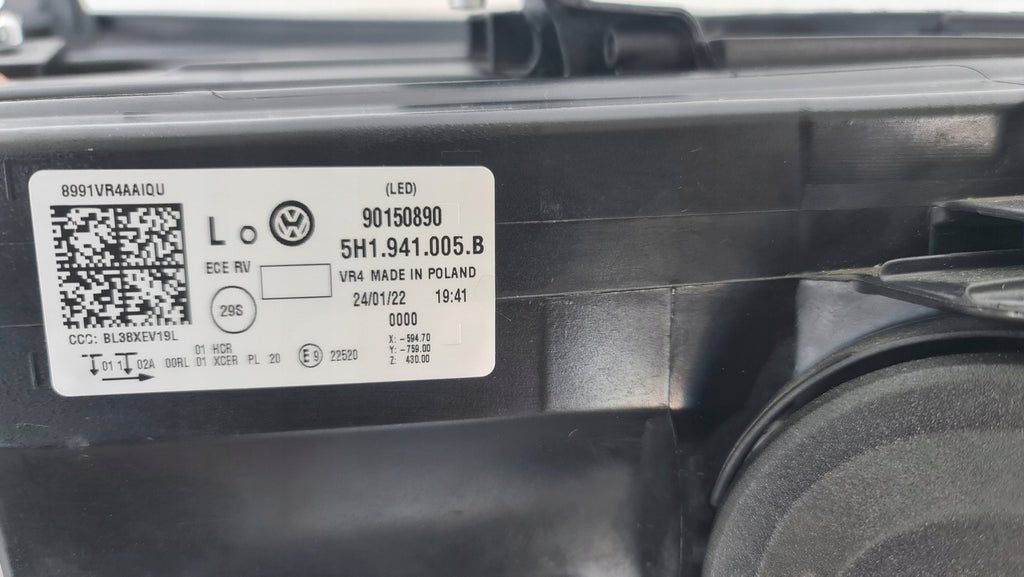 8991VR4AAIQU
(LED)
L
90150890
5H1.941.005.B
ECE RV
VR4 MADE IN POLAND
29S
24/01/22 19:41
0000
CCC: BL38XEV19L
X: -594.70
Y: -759.00
Z: 430.00
01 HCR
01 1 02A 00RL 01 XCER PL 20 E9 22520